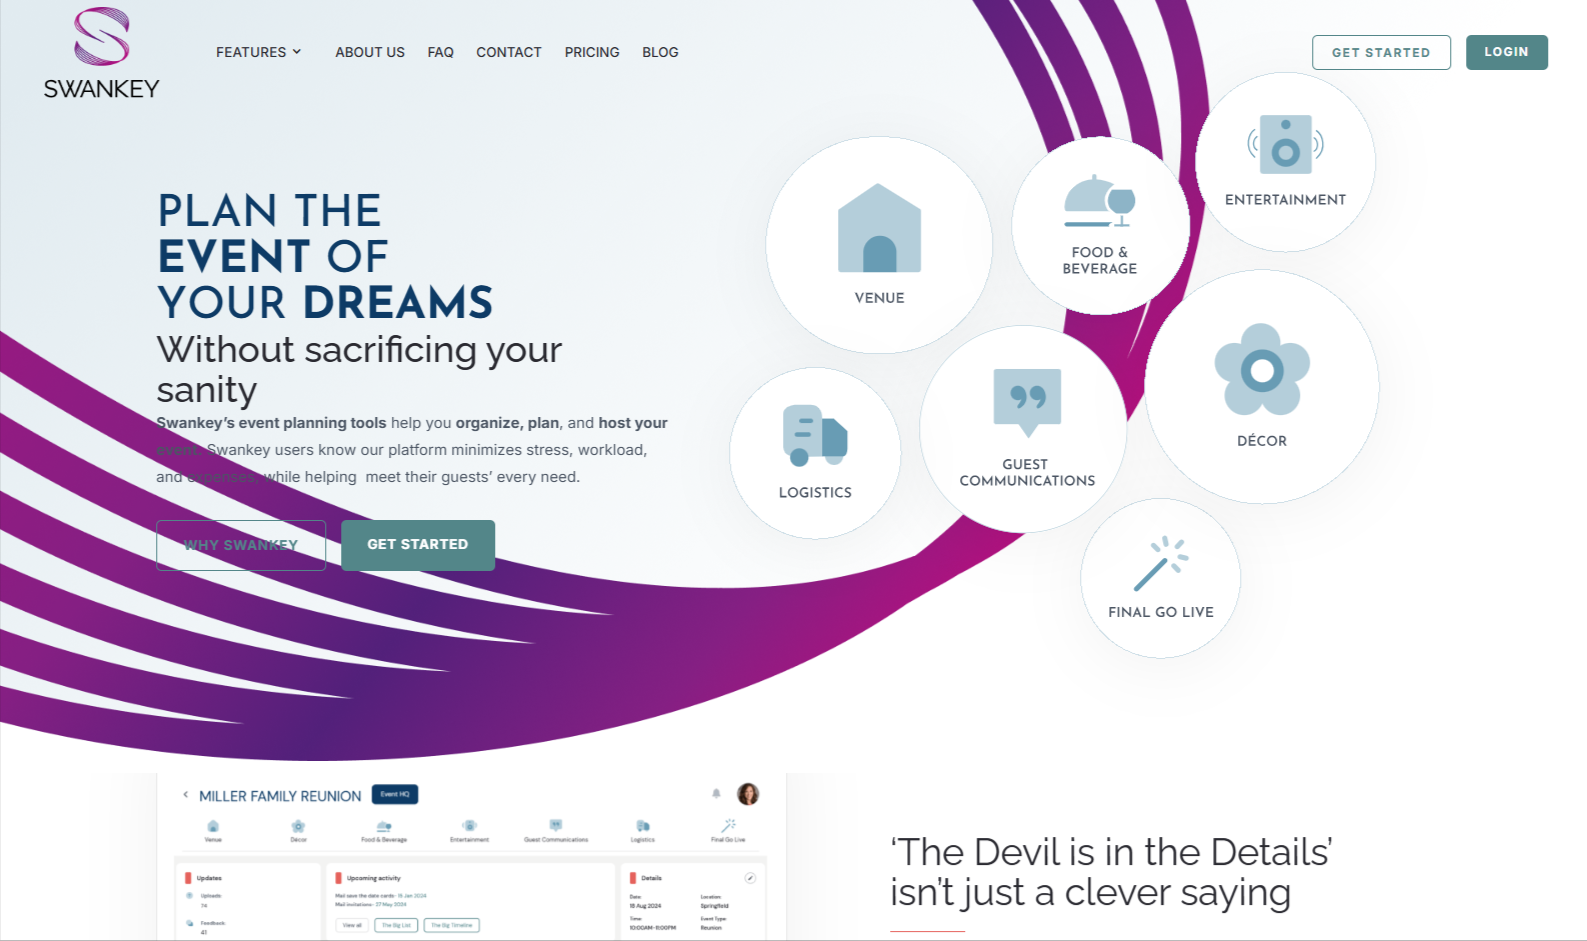 SWANKEY
FEATURES
ABOUT US
FAQ
CONTACT
PRICING
BLOG
GET STARTED
LOGIN
PLAN THE
EVENT OF
YOUR DREAMS
Without sacrificing your
sanity
Swankey’s event planning tools help you organize, plan, and host your
event. Swankey users know our platform minimizes stress, workload,
and expenses, while helping meet their guests’ every need.
WHY SWANKEY
GET STARTED
VENUE
FOOD &
BEVERAGE
ENTERTAINMENT
DÉCOR
GUEST
COMMUNICATIONS
LOGISTICS
FINAL GO LIVE
MILLER FAMILY REUNION
Event HQ
Venue
Décor
Food & Beverage
Entertainment
Guest Communications
Logistics
Final Go Live
Updates
Uploads:
74
Feedback:
41
Upcoming activity
Mail save the date cards- 18 Jan 2024
Mail invitations- 27 May 2024
View all
The Big List
The Big Timeline
Details
Date:
18 Aug 2024
Location:
Springfield
Time:
10:00AM-11:00PM
Event Type:
Reunion
‘The Devil is in the Details’
isn’t just a clever saying